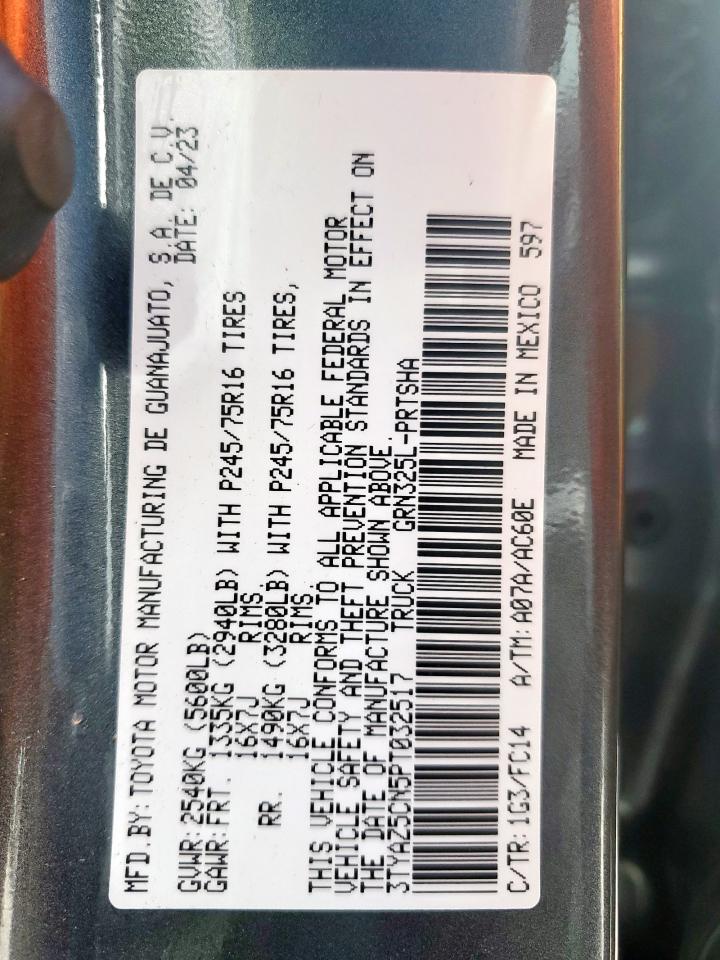 MFD.BY:TOYOTA MOTOR MANUFACTURING DE GUANAJUATO, S.A. DE C.V.
DATE: 04/23
GVWR:2540KG (5600LB)
GAWR:FRT. 1335KG (2940LB) WITH P245/75R16 TIRES
16X7J RIMS.
RR. 1490KG (3280LB) WITH P245/75R16 TIRES,
16X7J RIMS.
THIS VEHICLE CONFORMS TO ALL APPLICABLE FEDERAL MOTOR
VEHICLE SAFETY AND THEFT PREVENTION STANDARDS IN EFFECT ON
THE DATE OF MANUFACTURE SHOWN ABOVE.
3TYAZ5CN5PT032517 TRUCK GRN325L-PRTSHA
C/TR:1G3/FC14 A/TM:A07A/AC60E MADE IN MEXICO 597